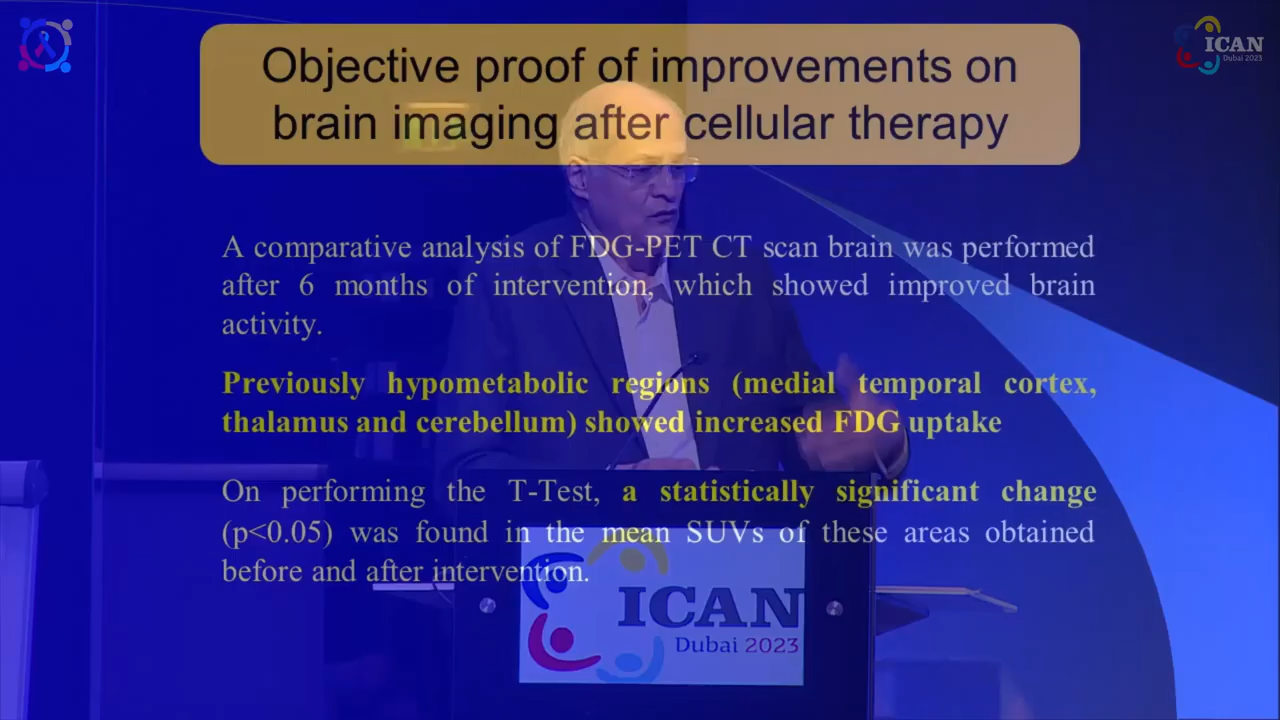 Objective proof of improvements on
brain imaging after cellular therapy
ICAN
Dubai 2023
A comparative analysis of FDG-PET CT scan brain was performed
after 6 months of intervention, which showed improved brain
activity.
Previously hypometabolic regions (medial temporal cortex,
thalamus and cerebellum) showed increased FDG uptake
On performing the T-Test, a statistically significant change
(p<0.05) was found in the mean SUVs of these areas obtained
before and after intervention.
ICAN
Dubai 2023